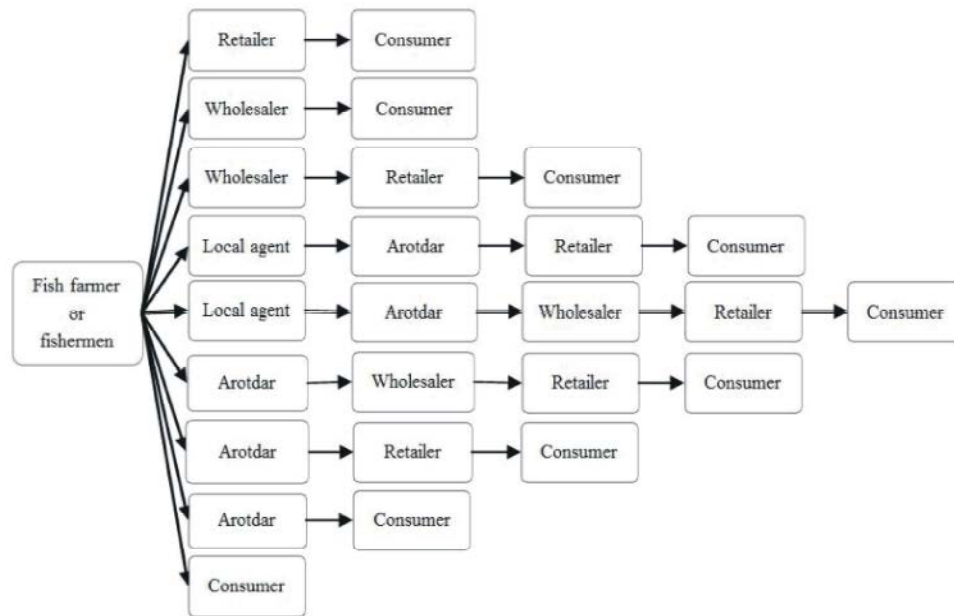 Retailer
Consumer
Wholesaler
Consumer
Wholesaler
Retailer
Consumer
Local agent
Arotdar
Retailer
Consumer
Fish farmer
or
fishermen
Local agent
Arotdar
Wholesaler
Retailer
Consumer
Arotdar
Wholesaler
Retailer
Consumer
Arotdar
Retailer
Consumer
Arotdar
Consumer
Consumer